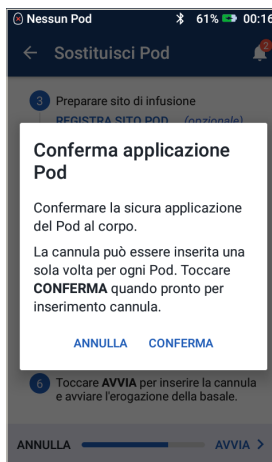 Nessun Pod 61% 00:16
Sostituisci Pod 2
3 Preparare sito di infusione
REGISTRA SITO POD (opzionale)
Conferma applicazione
Pod
Confermare la sicura applicazione
del Pod al corpo.
La cannula può essere inserita una
sola volta per ogni Pod. Toccare
CONFERMA quando pronto per
inserimento cannula.
ANNULLA CONFERMA
6 Toccare AVVIA per inserire la cannula
e avviare l'erogazione della basale.
ANNULLA AVVIA